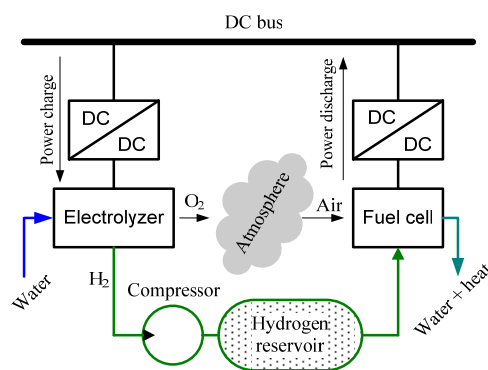 DC bus
Power charge
DC
DC
Power discharge
DC
DC
Electrolyzer
O₂
Atmosphere
Air
Fuel cell
Water
H₂
Compressor
Hydrogen
reservoir
Water + heat